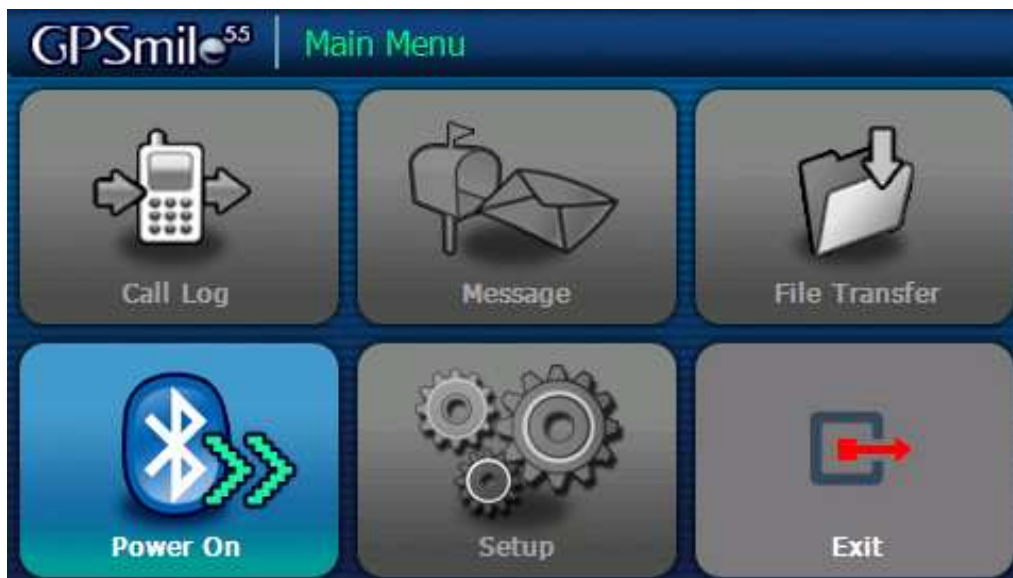 GPSmile55 Main Menu
Call Log Message File Transfer
Power On Setup Exit